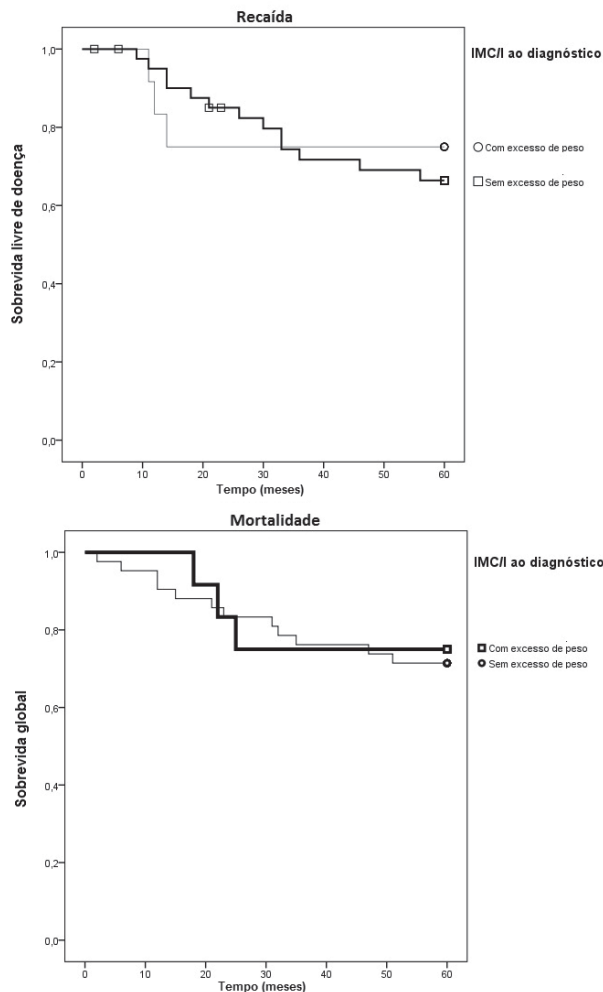 Recaída
IMC/I ao diagnóstico
1,0
0,8
0,6
0,4
0,2
0,0
Sobrevida livre de doença
Com excesso de peso
Sem excesso de peso
0 10 20 30 40 50 60
Tempo (meses)
Mortalidade
IMC/I ao diagnóstico
1,0
0,8
0,6
0,4
0,2
0,0
Sobrevida global
Com excesso de peso
Sem excesso de peso
0 10 20 30 40 50 60
Tempo (meses)